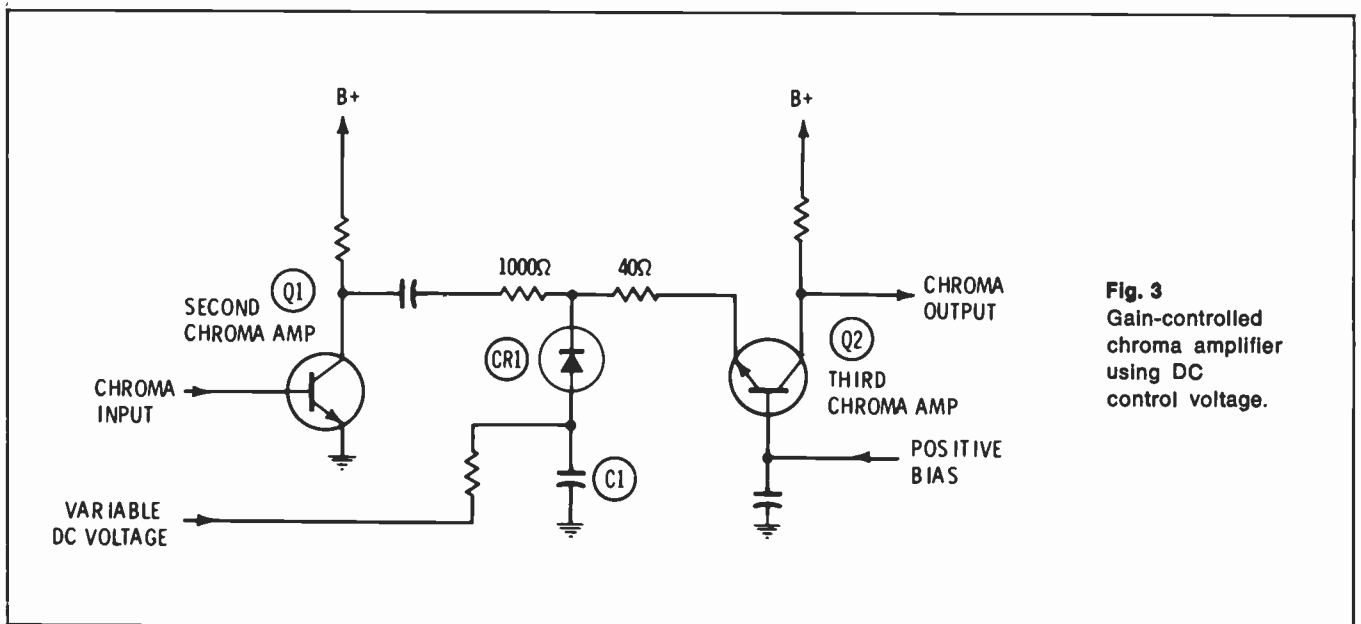 B+
B+
1000Ω
40Ω
Q1
SECOND
CHROMA AMP
CHROMA
OUTPUT
Fig. 3
Gain-controlled
chroma amplifier
using DC
control voltage.
CR1
Q2
THIRD
CHROMA AMP
CHROMA
INPUT
POSITIVE
BIAS
C1
VARIABLE
DC VOLTAGE